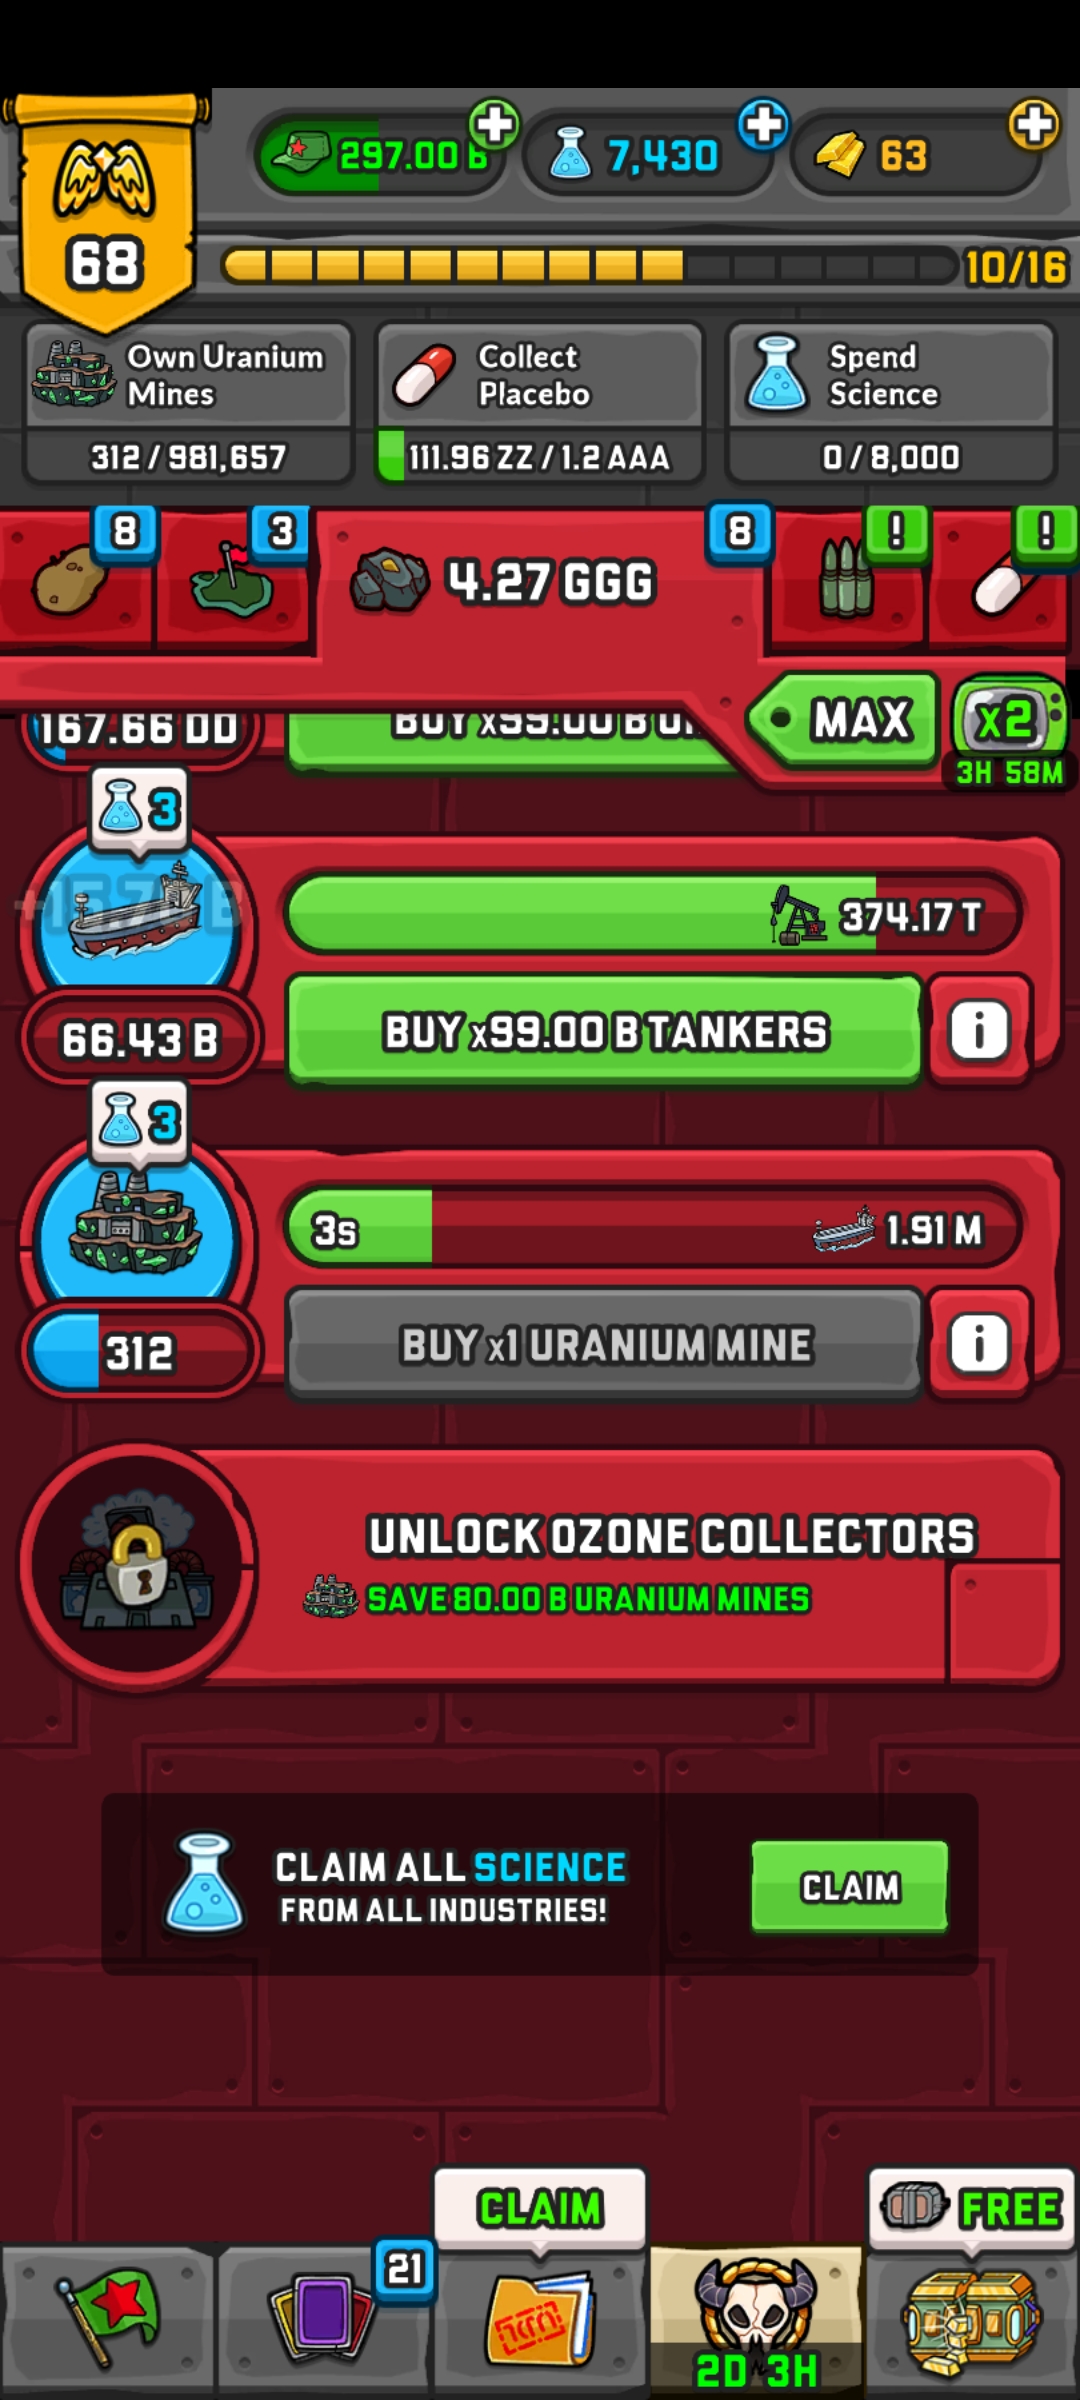 297.00 B
7,430
63
68
10/16
Own Uranium
Mines
312 / 981,657
Collect
Placebo
111.96 ZZ / 1.2 AAA
Spend
Science
0 / 8,000
8
3
4.27 GGG
8
!
!
MAX
x2
3H 58M
167.66 DD
BUY x99.00 B
3
374.17 T
66.43 B
BUY x99.00 B TANKERS
i
3
3s
1.91 M
312
BUY x1 URANIUM MINE
i
UNLOCK OZONE COLLECTORS
SAVE 80.00 B URANIUM MINES
CLAIM ALL SCIENCE
FROM ALL INDUSTRIES!
CLAIM
CLAIM
FREE
21
2D 3H